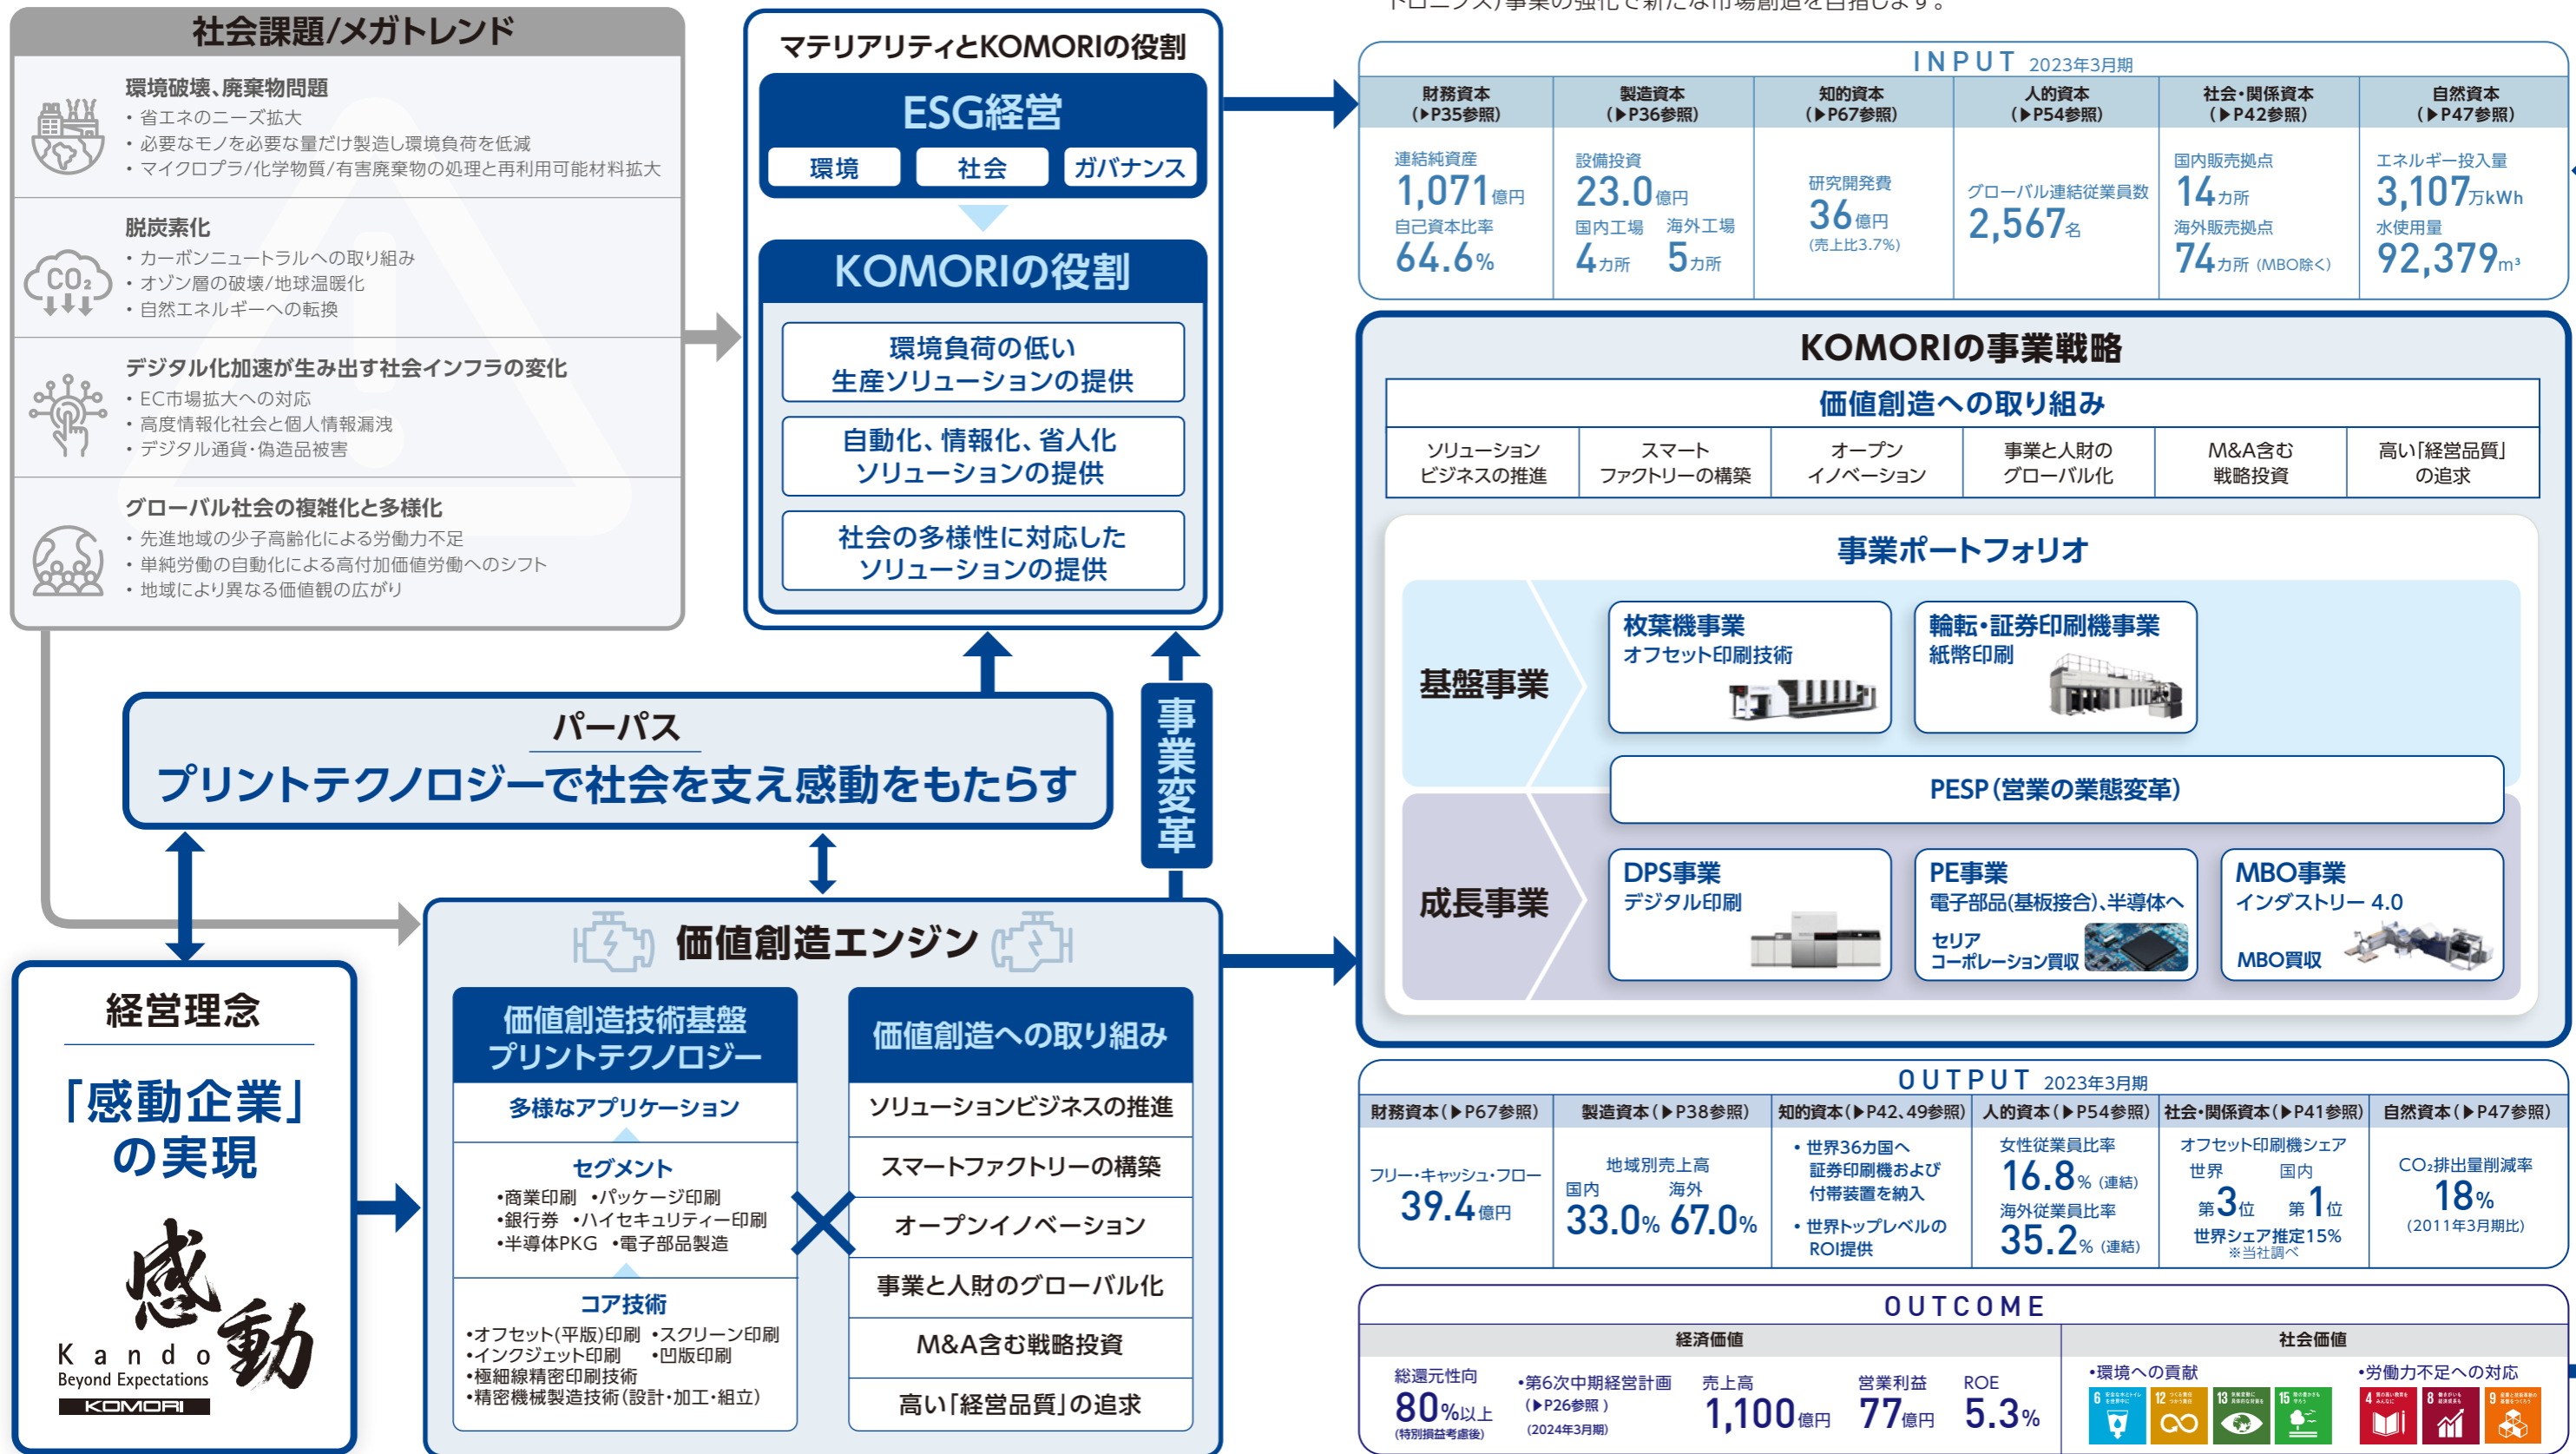 トロニクス)事業の強化で新たな市場創造を目指します。
社会課題/メガトレンド
環境破壊、廃棄物問題
・省エネのニーズ拡大
・必要なモノを必要な量だけ製造し環境負荷を低減
・マイクロプラ/化学物質/有害廃棄物の処理と再利用可能材料拡大
CO₂
脱炭素化
・カーボンニュートラルへの取り組み
・オゾン層の破壊/地球温暖化
・自然エネルギーへの転換
デジタル化加速が生み出す社会インフラの変化
・EC市場拡大への対応
・高度情報化社会と個人情報漏洩
・デジタル通貨・偽造品被害
グローバル社会の複雑化と多様化
・先進地域の少子高齢化による労働力不足
・単純労働の自動化による高付加価値労働へのシフト
・地域により異なる価値観の広がり
マテリアリティとKOMORIの役割
ESG経営
環境 社会 ガバナンス
KOMORIの役割
環境負荷の低い
生産ソリューションの提供
自動化、情報化、省人化
ソリューションの提供
社会の多様性に対応した
ソリューションの提供
パーパス
プリントテクノロジーで社会を支え感動をもたらす
事業変革
経営理念
「感動企業」
の実現
感動
Kando
Beyond Expectations
KOMORI
価値創造エンジン
価値創造技術基盤
プリントテクノロジー
多様なアプリケーション
セグメント
•商業印刷 •パッケージ印刷
•銀行券 •ハイセキュリティー印刷
•半導体PKG •電子部品製造
コア技術
•オフセット(平版)印刷 •スクリーン印刷
•インクジェット印刷 •凹版印刷
•極細線精密印刷技術
•精密機械製造技術(設計・加工・組立)
価値創造への取り組み
ソリューションビジネスの推進
スマートファクトリーの構築
オープンイノベーション
事業と人財のグローバル化
M&A含む戦略投資
高い「経営品質」の追求
INPUT 2023年3月期
財務資本
(▶P35参照)
連結純資産
1,071億円
自己資本比率
64.6%
製造資本
(▶P36参照)
設備投資
23.0億円
国内工場 海外工場
4カ所 5カ所
知的資本
(▶P67参照)
研究開発費
36億円
(売上比3.7%)
人的資本
(▶P54参照)
グローバル連結従業員数
2,567名
社会・関係資本
(▶P42参照)
国内販売拠点
14カ所
海外販売拠点
74カ所 (MBO除く)
自然資本
(▶P47参照)
エネルギー投入量
3,107万kWh
水使用量
92,379m³
KOMORIの事業戦略
価値創造への取り組み
ソリューション
ビジネスの推進
スマート
ファクトリーの構築
オープン
イノベーション
事業と人財の
グローバル化
M&A含む
戦略投資
高い「経営品質」
の追求
事業ポートフォリオ
基盤事業
枚葉機事業
オフセット印刷技術
輪転・証券印刷機事業
紙幣印刷
PESP(営業の業態変革)
成長事業
DPS事業
デジタル印刷
PE事業
電子部品(基板接合)、半導体へ
セリア
コーポレーション買収
MBO事業
インダストリー 4.0
MBO買収
OUTPUT 2023年3月期
財務資本(▶P67参照)
フリー・キャッシュ・フロー
39.4億円
製造資本(▶P38参照)
地域別売上高
国内 海外
33.0% 67.0%
知的資本(▶P42、49参照)
・世界36カ国へ
証券印刷機および
付帯装置を納入
・世界トップレベルの
ROI提供
人的資本(▶P54参照)
女性従業員比率
16.8% (連結)
海外従業員比率
35.2% (連結)
社会・関係資本(▶P41参照)
オフセット印刷機シェア
世界 国内
第3位 第1位
世界シェア推定15%
※当社調べ
自然資本(▶P47参照)
CO₂排出量削減率
18%
(2011年3月期比)
OUTCOME
経済価値
総還元性向
80%以上
(特別損益考慮後)
•第6次中期経営計画
(▶P26参照 )
(2024年3月期)
売上高
1,100億円
営業利益
77億円
ROE
5.3%
社会価値
•環境への貢献
6 12 13 15
•労働力不足への対応
4 8 9